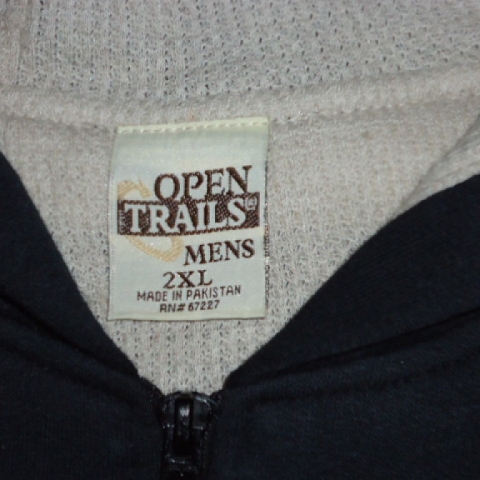 OPEN
TRAILS®
MENS
2XL
MADE IN PAKISTAN
RN# 67227